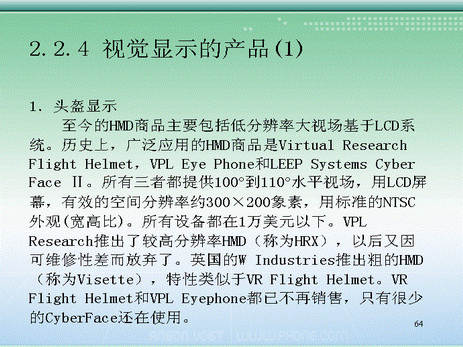 2.2.4 视觉显示的产品(1)
1．头盔显示
至今的HMD商品主要包括低分辨率大视场基于LCD系
统。历史上，广泛应用的HMD商品是Virtual Research
Flight Helmet，VPL Eye Phone和LEEP Systems Cyber
Face Ⅱ。所有三者都提供100°到110°水平视场，用LCD屏
幕，有效的空间分辨率约300×200象素，用标准的NTSC
外观(宽高比)。所有设备都在1万美元以下。VPL
Research推出了较高分辨率HMD（称为HRX），以后又因
可维修性差而放弃了。英国的W Industries推出粗的HMD
（称为Visette），特性类似于VR Flight Helmet。VR
Flight Helmet和VPL Eyephone都已不再销售，只有很少
的CyberFace还在使用。
64